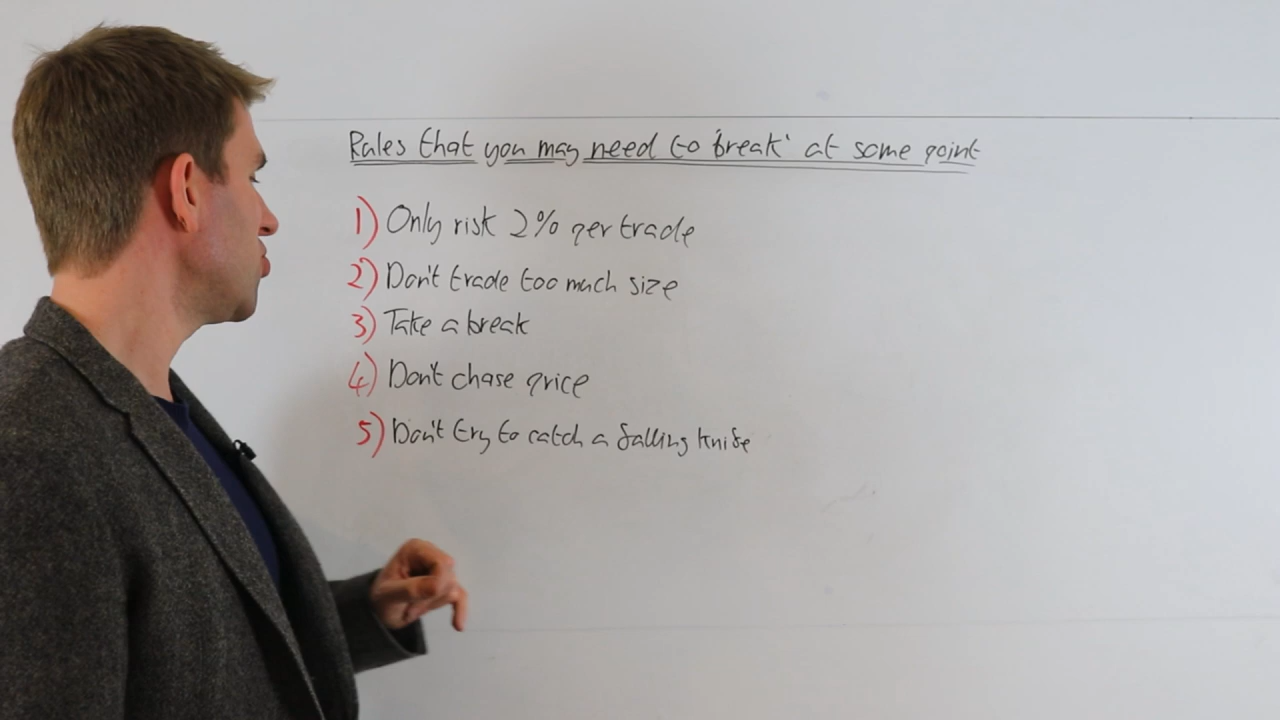 Rules that you may need to 'break' at some point
1) Only risk 2% per trade
2) Don't trade too much size
3) Take a break
4) Don't chase price
5) Don't try to catch a falling knife